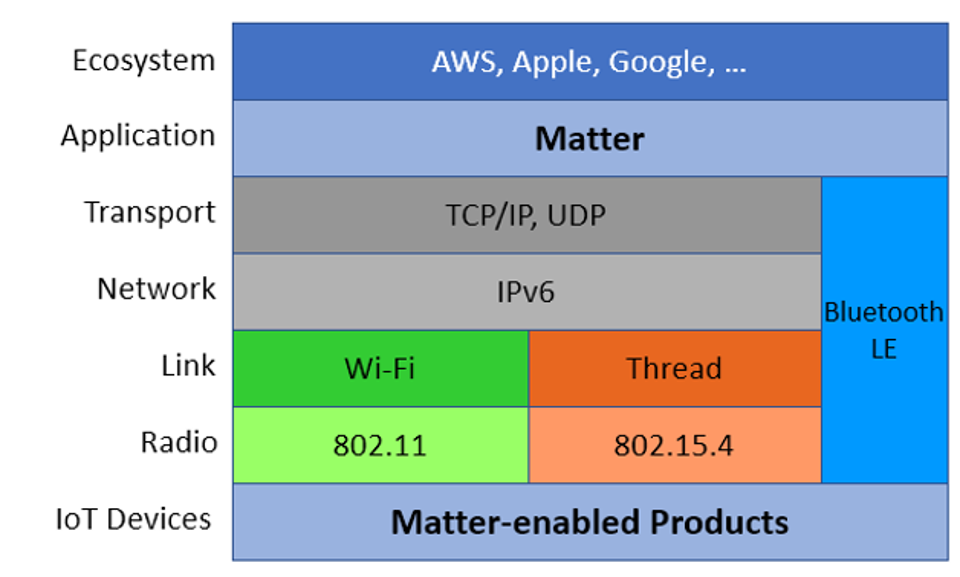 Ecosystem
AWS, Apple, Google, ...
Application
Matter
Transport
TCP/IP, UDP
Network
IPv6
Bluetooth
LE
Link
Wi-Fi
Thread
Radio
802.11
802.15.4
IoT Devices
Matter-enabled Products